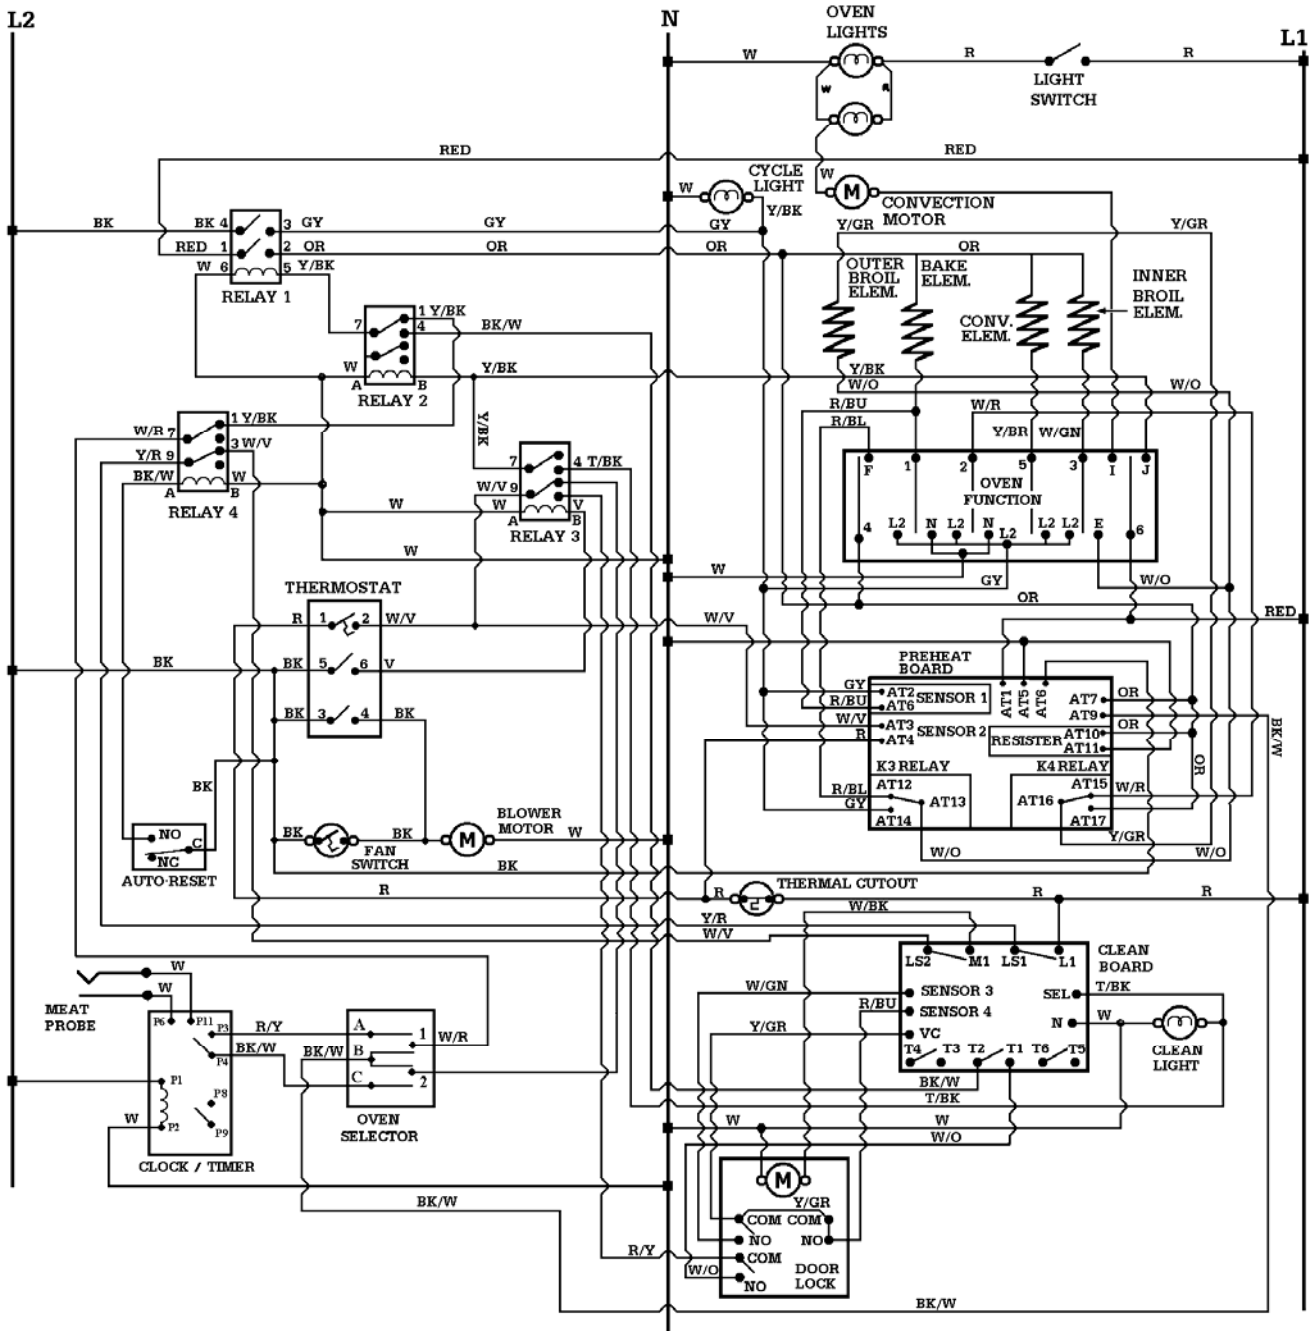 L2
N
L1
OVEN
LIGHTS
W
R
R
LIGHT
SWITCH
W
R
RED
RED
W
CYCLE
LIGHT
W
M
CONVECTION
MOTOR
Y/BK
BK
BK 4
3 GY
GY
GY
Y/GR
Y/GR
RED 1
2 OR
OR
OR
OR
W 6
5 Y/BK
RELAY 1
OUTER
BROIL
ELEM.
BAKE
ELEM.
CONV.
ELEM.
INNER
BROIL
ELEM.
7
1 Y/BK
4
BK/W
W
A
B
Y/BK
RELAY 2
Y/BK
W/O
W/O
Y/BK
R/BU
R/BL
W/R
Y/BR
W/GN
W/R 7
1 Y/BK
Y/R 9
3 W/V
BK/W
A
B
W
RELAY 4
7
4 T/BK
W/V 9
W
W
A
B
V
RELAY 3
F
1
2
5
3
I
J
OVEN
FUNCTION
4
L2
N
L2
N
L2
L2
L2
E
6
W
W
GY
W/O
OR
RED
THERMOSTAT
R
1
2
W/V
W/V
BK
BK
5
6
V
BK
3
4
BK
PREHEAT
BOARD
GY
AT2
SENSOR 1
R/BU
AT6
AT1
AT5
AT6
AT7
OR
AT9
W/V
AT3
SENSOR 2
R
AT4
RESISTER
AT10
OR
AT11
BK/W
OR
K3 RELAY
K4 RELAY
AT12
AT15
R/BL
W/R
AT13
AT16
GY
AT14
AT17
Y/GR
W/O
W/O
BK
NO
C
NC
AUTO-RESET
BK
FAN
SWITCH
BK
M
BLOWER
MOTOR
W
BK
R
R
THERMAL CUTOUT
R
R
W/BK
Y/R
W/V
LS2
M1
LS1
L1
CLEAN
BOARD
W/GN
SENSOR 3
SEL
T/BK
R/BU
SENSOR 4
Y/GR
VC
N
W
CLEAN
LIGHT
T4
T3
T2
T1
T6
T5
BK/W
T/BK
W
W
W/O
MEAT
PROBE
W
W
P6
P11
P3
R/Y
P4
BK/W
P1
P8
P2
P9
W
CLOCK / TIMER
A
1
W/R
BK/W
B
C
2
OVEN
SELECTOR
BK/W
M
Y/GR
COM
COM
NO
NO
R/Y
COM
W/O
NO
DOOR
LOCK
BK/W